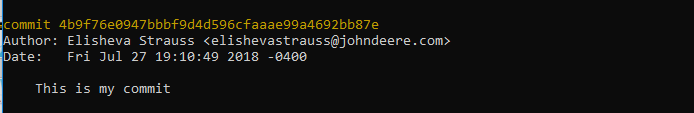 commit 4b9f76e0947bbbf9d4d596cfaaae99a4692bb87e
Author: Elisheva Strauss <elishevastrauss@johndeere.com>
Date:   Fri Jul 27 19:10:49 2018 -0400
This is my commit